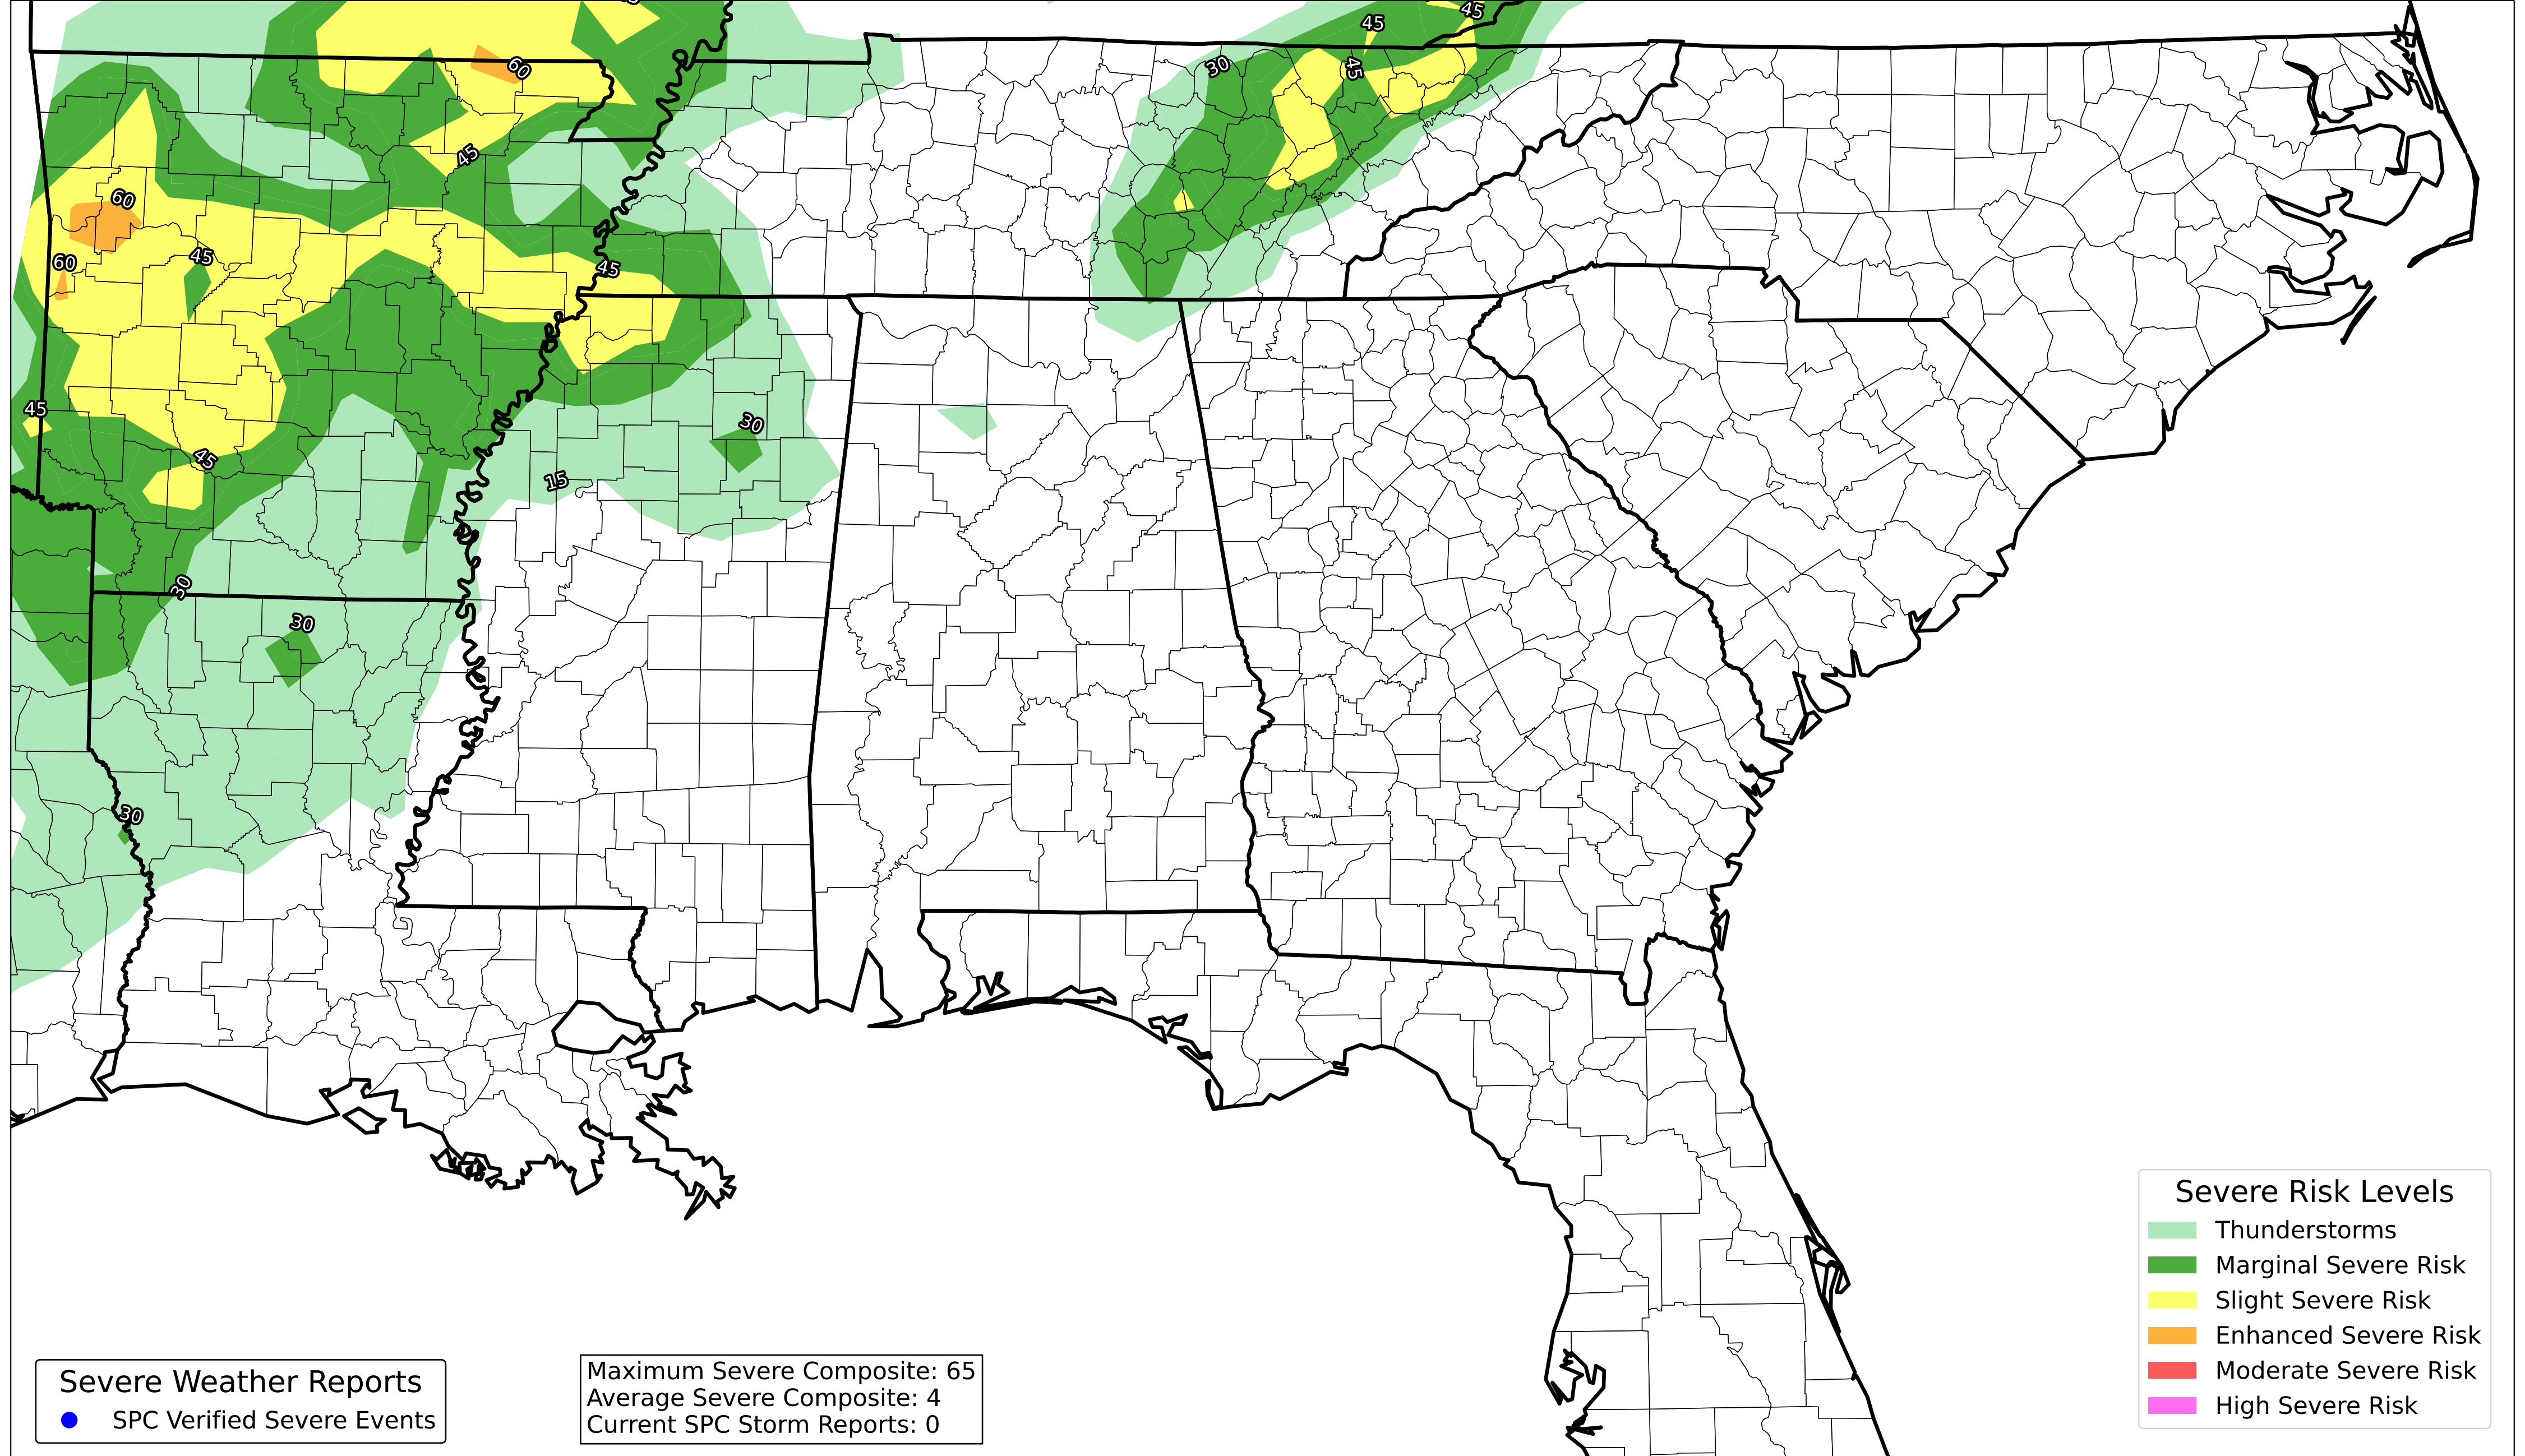 45
45
30
45
60
45
60
45
60
45
45
30
45
15
30
30
30
Severe Risk Levels
Thunderstorms
Marginal Severe Risk
Slight Severe Risk
Enhanced Severe Risk
Moderate Severe Risk
High Severe Risk
Severe Weather Reports
SPC Verified Severe Events
Maximum Severe Composite: 65
Average Severe Composite: 4
Current SPC Storm Reports: 0